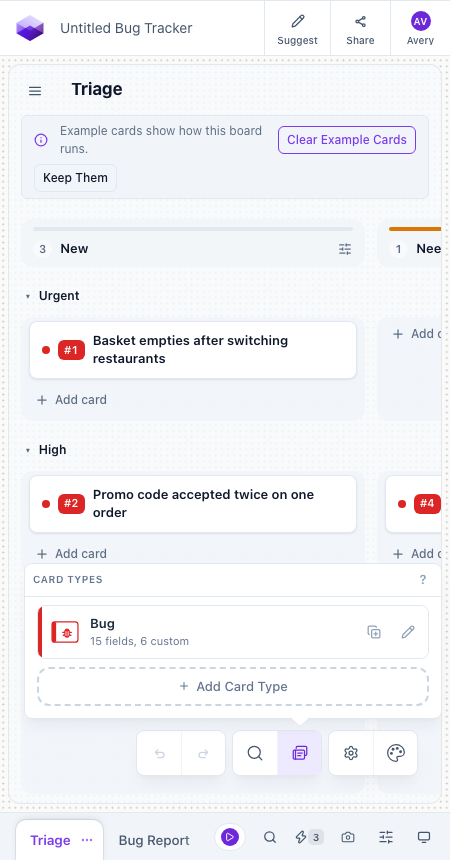 Untitled Bug Tracker
Suggest
Share
AV
Avery
Triage
Example cards show how this board
runs.
Clear Example Cards
Keep Them
3 New
1 Nee
Urgent
#1 Basket empties after switching
restaurants
Add card
Add c
High
#2 Promo code accepted twice on one
order
#4
Add card
Add c
CARD TYPES ?
Bug
15 fields, 6 custom
Add Card Type
Triage
Bug Report
3